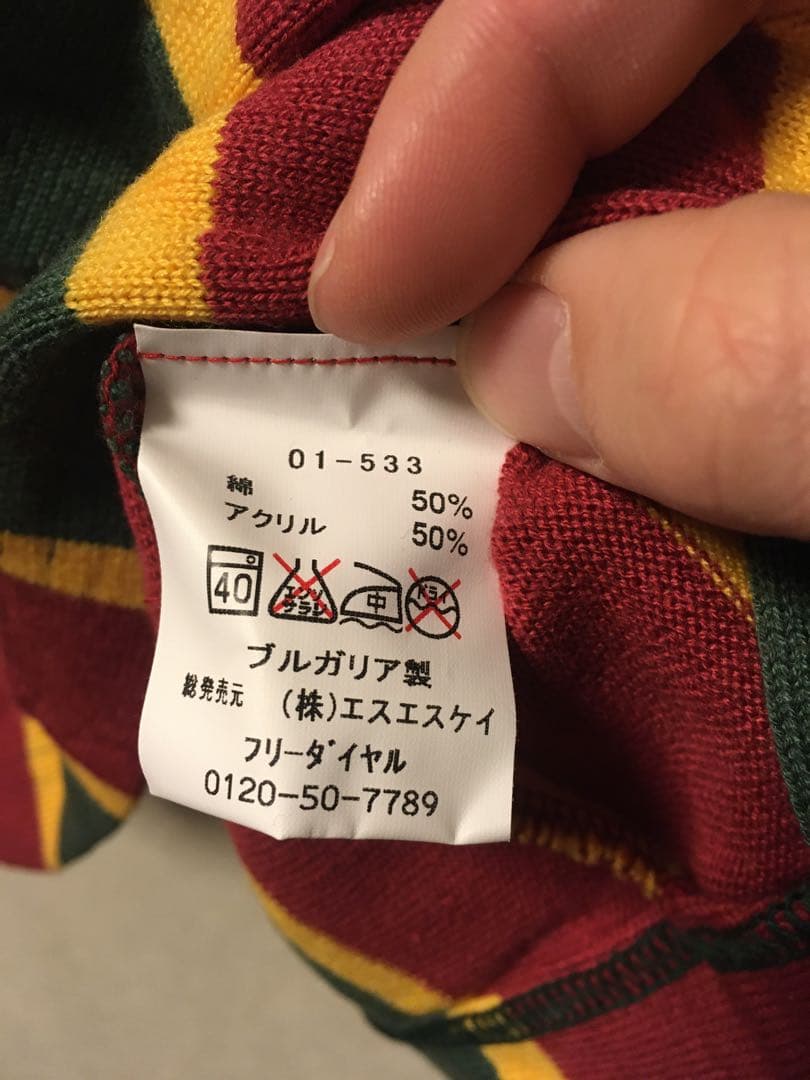 01-533
綿 50%
アクリル 50%
40 エンソサラシ 中 ドライ
ブルガリア製
総発売元 (株)エスエスケイ
フリーダイヤル
0120-50-7789